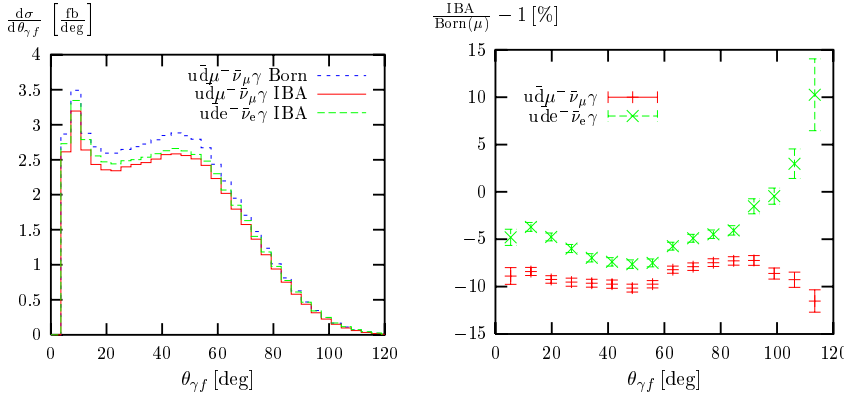 dσ/dθγf [fb/deg]
4
3.5
3
2.5
2
1.5
1
0.5
0
0 20 40 60 80 100 120
θγf [deg]
ud̄μ⁻ν̄μγ Born
ud̄μ⁻ν̄μγ IBA
ud̄e⁻ν̄eγ IBA
IBA/Born(μ) − 1 [%]
15
10
5
0
−5
−10
−15
0 20 40 60 80 100 120
θγf [deg]
ud̄μ⁻ν̄μγ
ud̄e⁻ν̄eγ